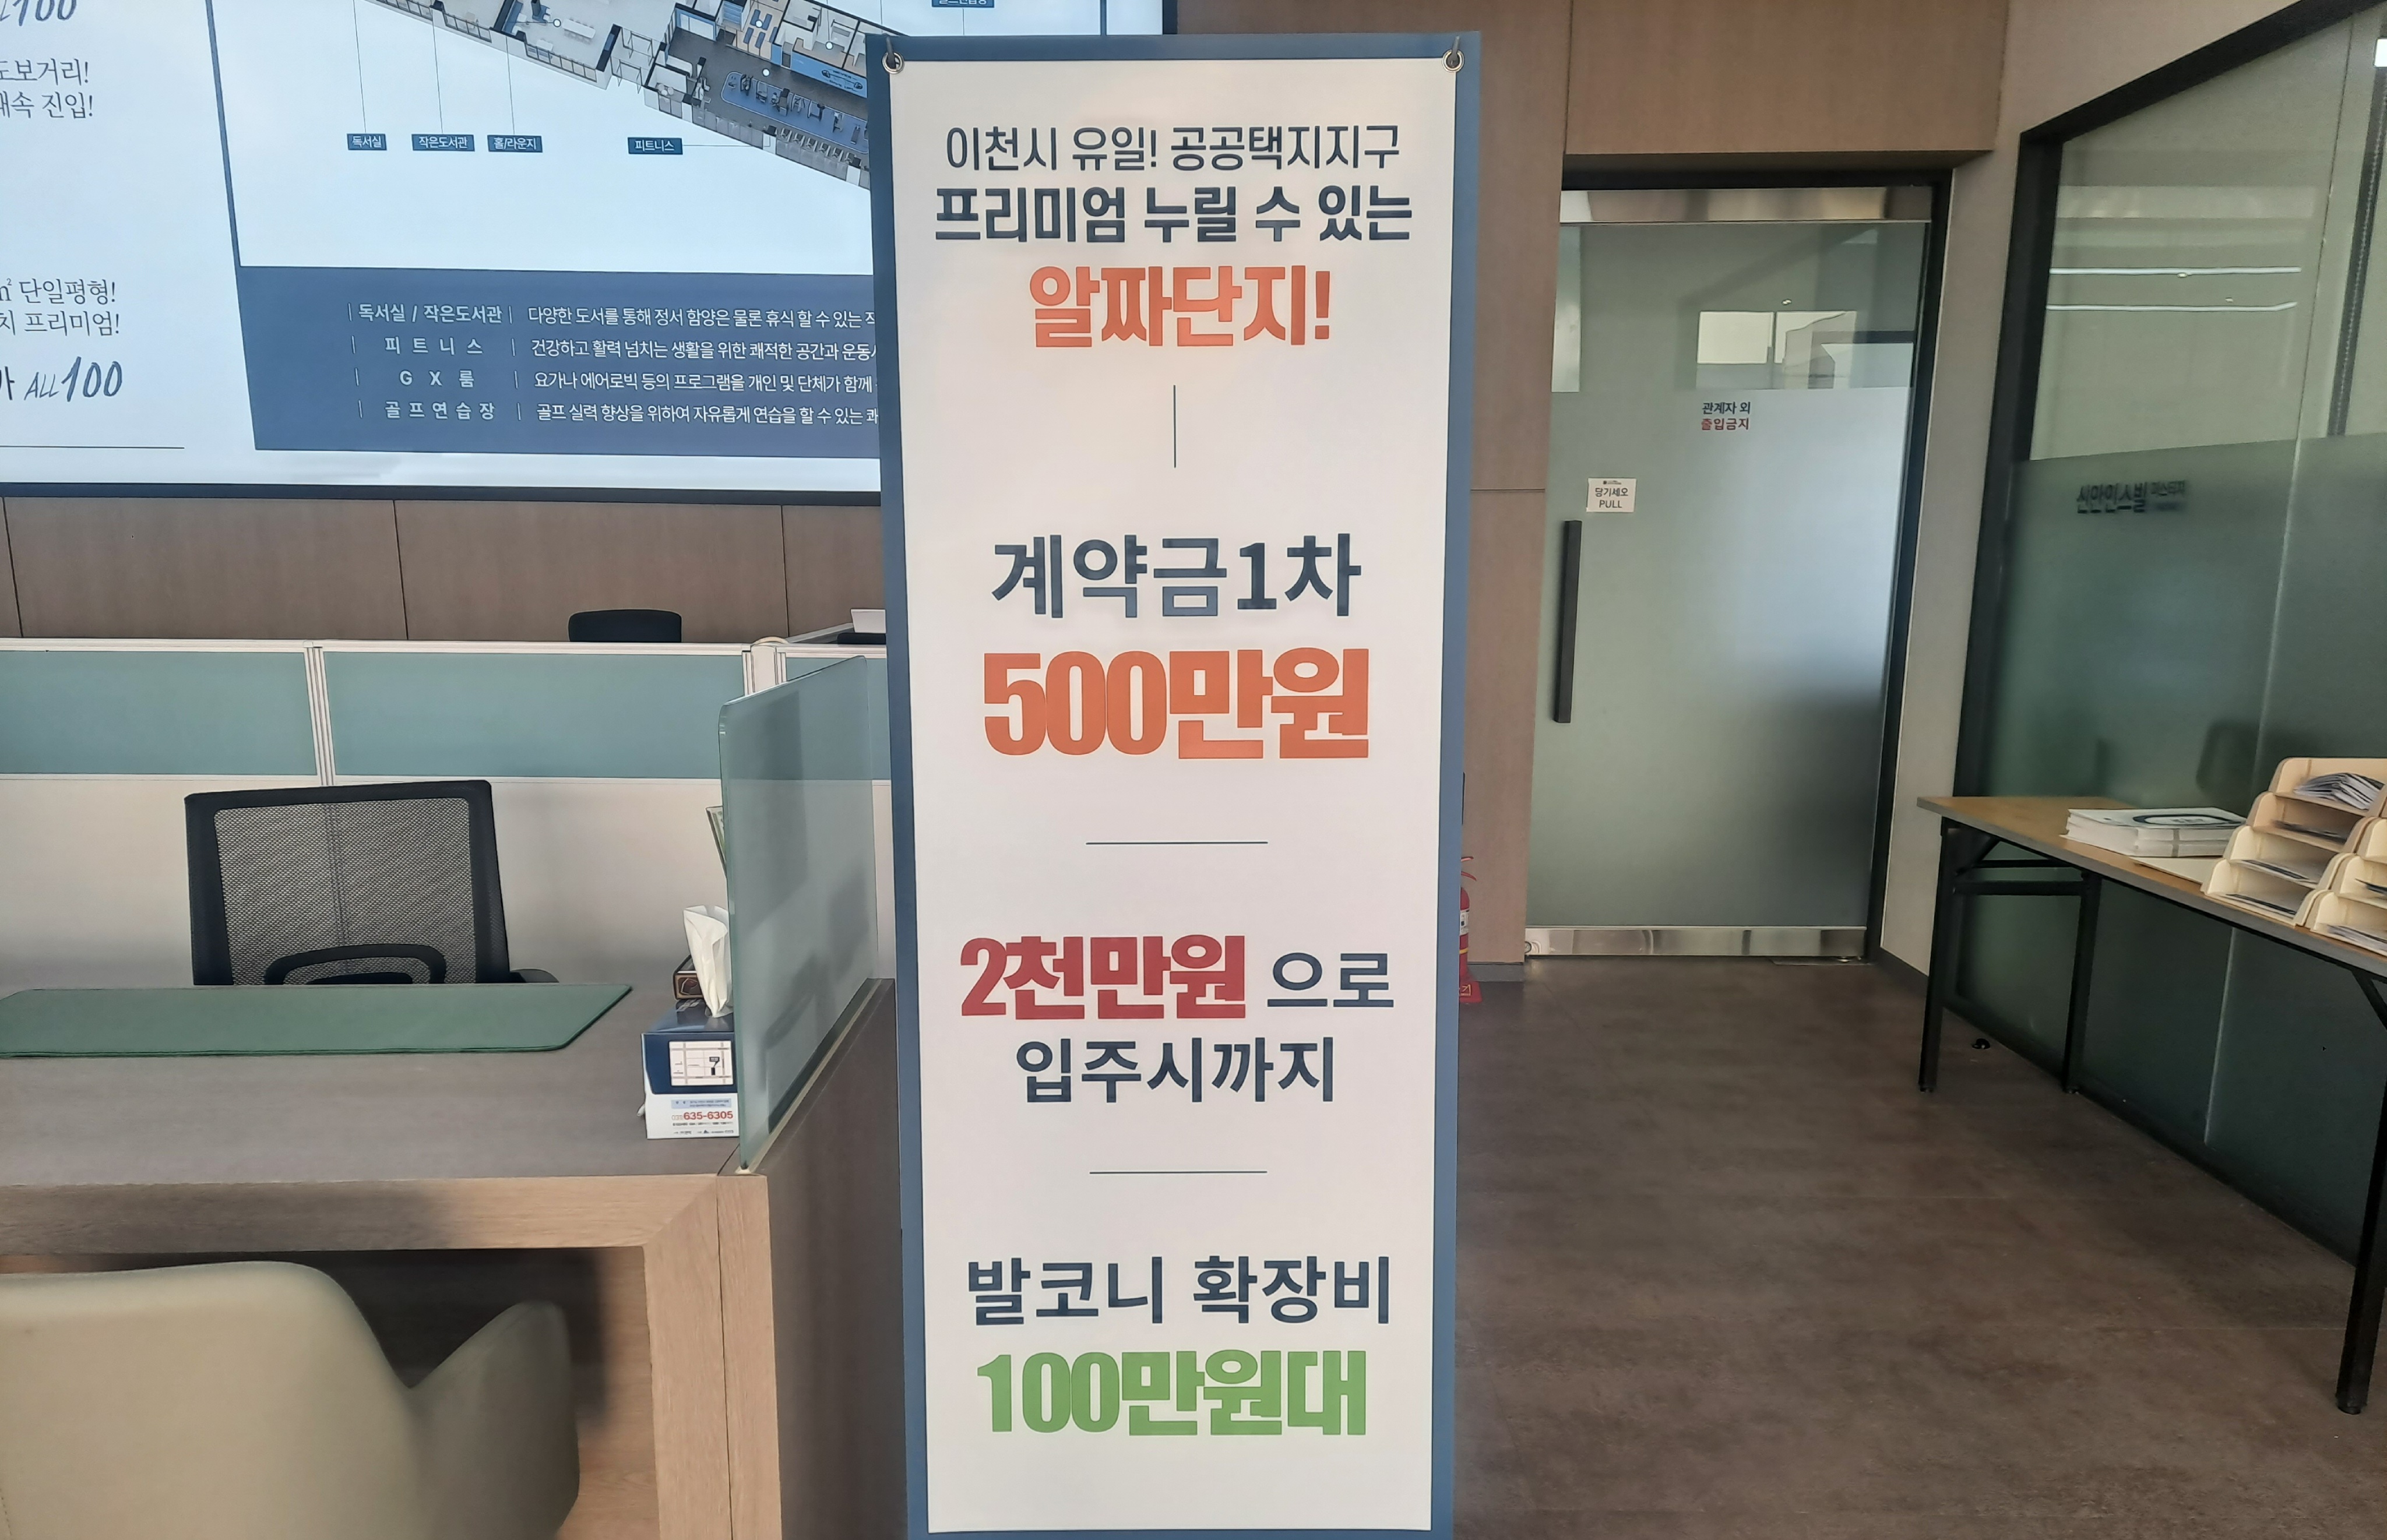 도보거리!
진입!
단일평형!
프리미엄!
ALL100
독서실
작은도서관
홀/라운지
피트니스
독서실 / 작은도서관 | 다양한 도서를 통해 정서 함양은 물론 휴식 할 수 있는
피트니스 | 건강하고 활력 넘치는 생활을 위한 쾌적한 공간과
GX룸 | 요가나 에어로빅 등의 프로그램을 개인 및 단체가 함께
골프연습장 | 골프 실력 향상을 위하여 자유롭게 연습을 할 수 있는
이천시 유일! 공공택지지구
프리미엄 누릴 수 있는
알짜단지!
계약금1차
500만원
2천만원 으로
입주시까지
발코니 확장비
100만원대
관계자 외
출입금지
당기세요
PULL
635-6305